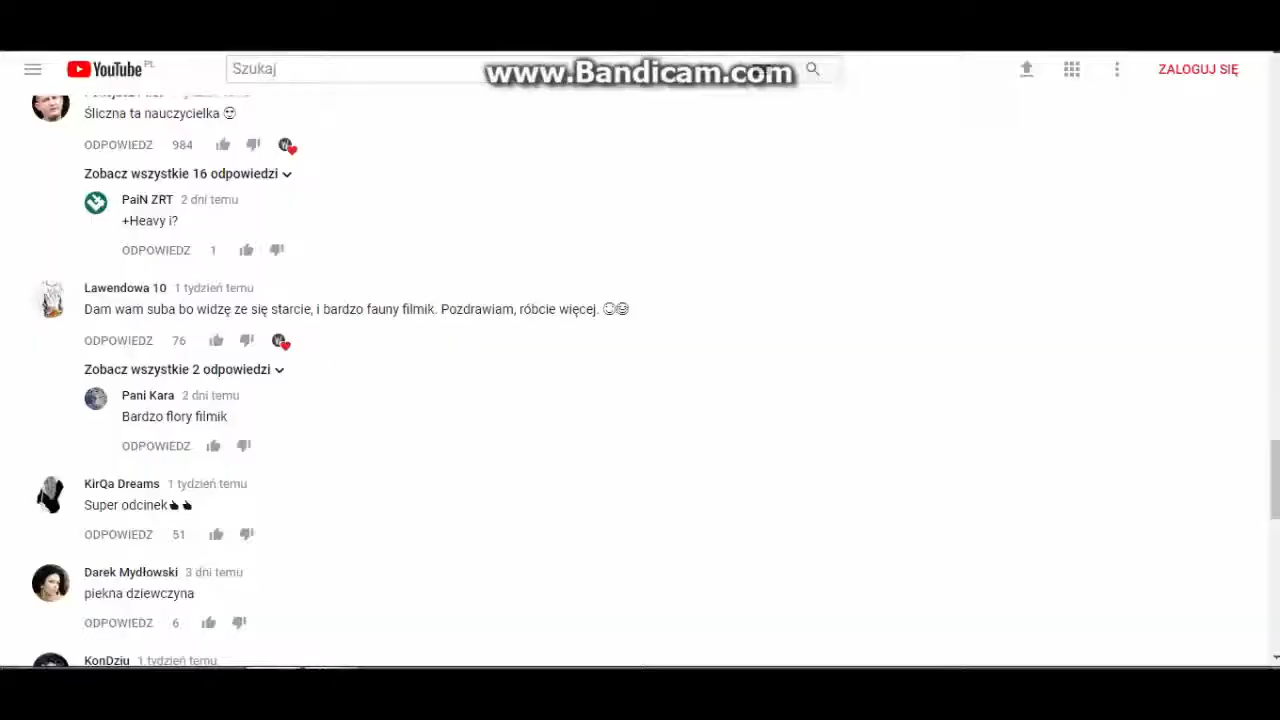 YouTube PL
Szukaj
www.Bandicam.com
ZALOGUJ SIĘ
Śliczna ta nauczycielka
ODPOWIEDZ 984
Zobacz wszystkie 16 odpowiedzi
PaiN ZRT 2 dni temu
+Heavy i?
ODPOWIEDZ 1
Lawendowa 10 1 tydzień temu
Dam wam suba bo widzę ze się starcie, i bardzo fauny filmik. Pozdrawiam, róbcie więcej.
ODPOWIEDZ 76
Zobacz wszystkie 2 odpowiedzi
Pani Kara 2 dni temu
Bardzo flory filmik
ODPOWIEDZ
KirQa Dreams 1 tydzień temu
Super odcinek
ODPOWIEDZ 51
Darek Mydłowski 3 dni temu
piekna dziewczyna
ODPOWIEDZ 6
KonDziu 1 tydzień temu